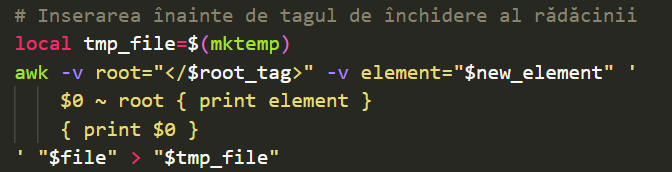 # Inserarea înainte de tagul de închidere al rădăcinii
local tmp_file=$(mktemp)
awk -v root="</$root_tag>" -v element="$new_element" '
    $0 ~ root { print element }
    { print $0 }
' "$file" > "$tmp_file"